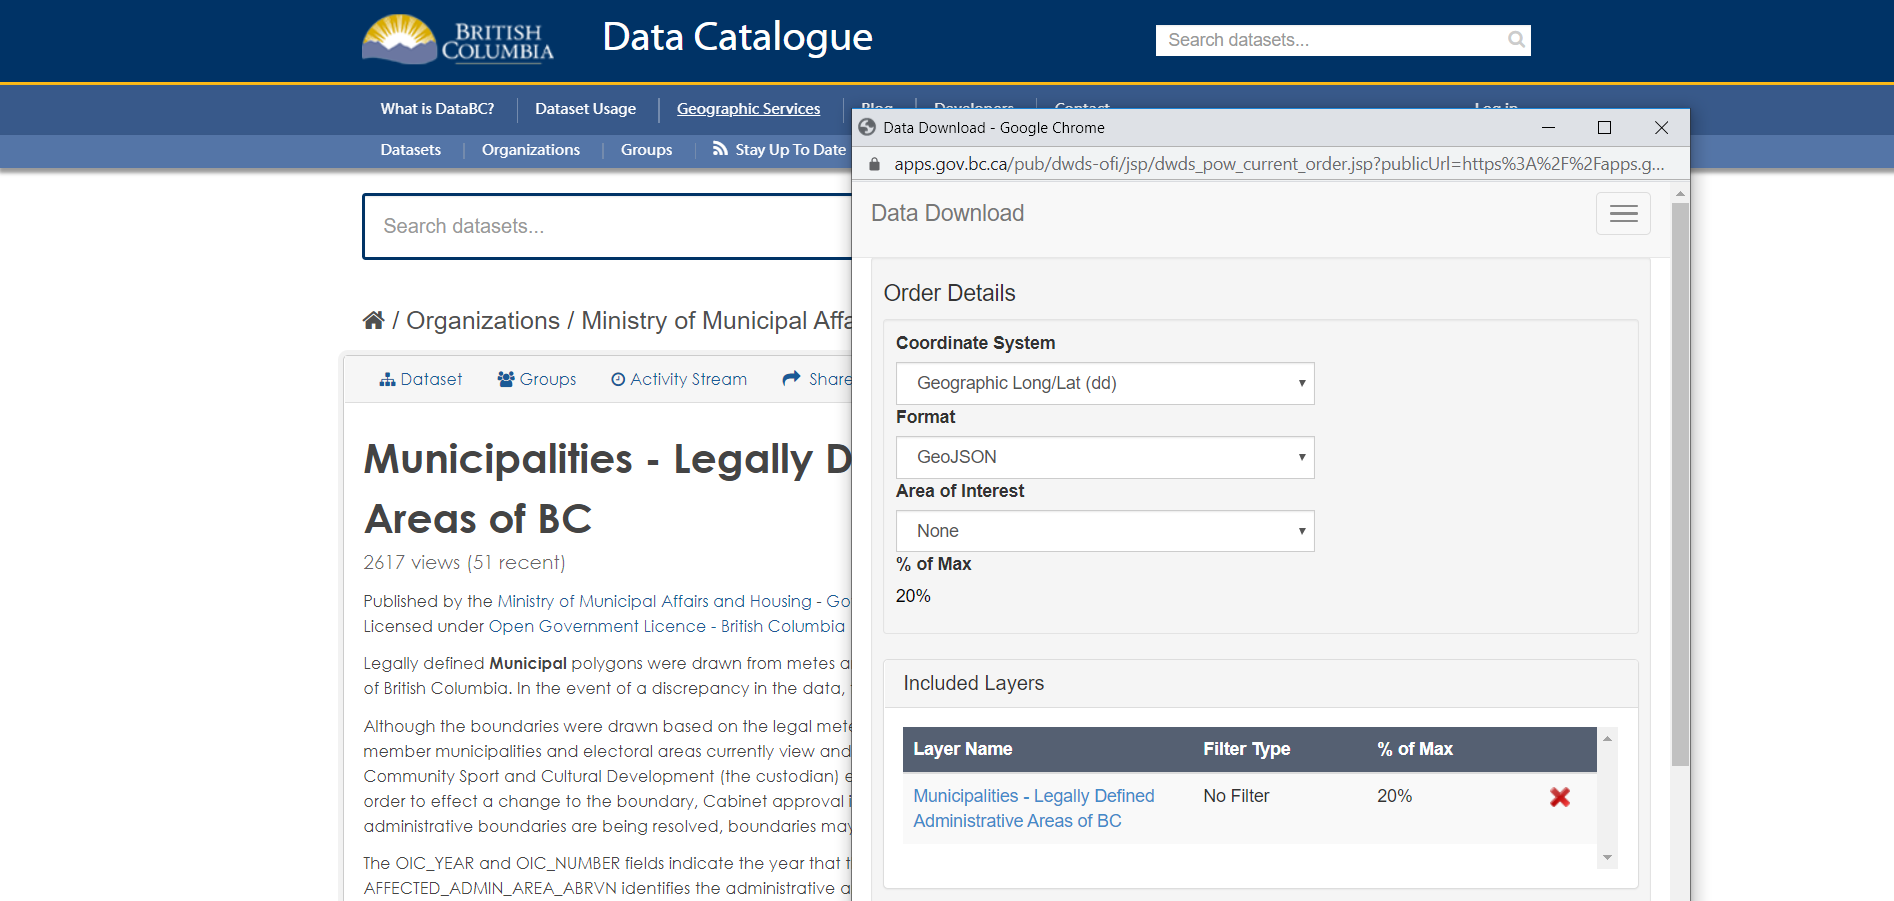 BRITISH
COLUMBIA
Data Catalogue
Search datasets...
What is DataBC?
Dataset Usage
Geographic Services
Blog
Developers
Contact
Log in
Datasets
Organizations
Groups
Stay Up To Date
Search datasets...
/ Organizations / Ministry of Municipal Affa
Dataset
Groups
Activity Stream
Share
Municipalities - Legally D
Areas of BC
2617 views (51 recent)
Published by the Ministry of Municipal Affairs and Housing - Go
Licensed under Open Government Licence - British Columbia
Legally defined Municipal polygons were drawn from metes a
of British Columbia. In the event of a discrepancy in the data,
Although the boundaries were drawn based on the legal mete
member municipalities and electoral areas currently view and
Community Sport and Cultural Development (the custodian) e
order to effect a change to the boundary, Cabinet approval i
administrative boundaries are being resolved, boundaries may
The OIC_YEAR and OIC_NUMBER fields indicate the year that t
AFFECTED_ADMIN_AREA_ABRVN identifies the administrative a
Data Download - Google Chrome
apps.gov.bc.ca/pub/dwds-ofi/jsp/dwds_pow_current_order.jsp?publicUrl=https%3A%2F%2Fapps.g...
Data Download
Order Details
Coordinate System
Geographic Long/Lat (dd)
Format
GeoJSON
Area of Interest
None
% of Max
20%
Included Layers
Layer Name
Filter Type
% of Max
Municipalities - Legally Defined
Administrative Areas of BC
No Filter
20%